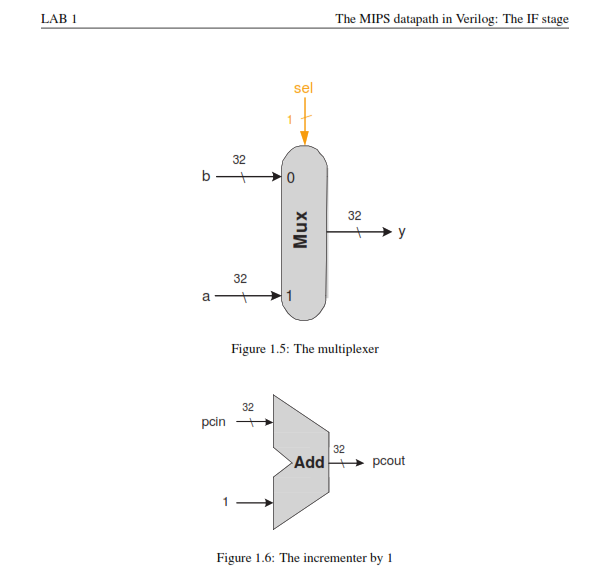 LAB 1
The MIPS datapath in Verilog: The IF stage
sel
1
32
b
0
Mux
32
y
32
a
1
Figure 1.5: The multiplexer
32
pcin
Add
32
pcout
1
Figure 1.6: The incrementer by 1